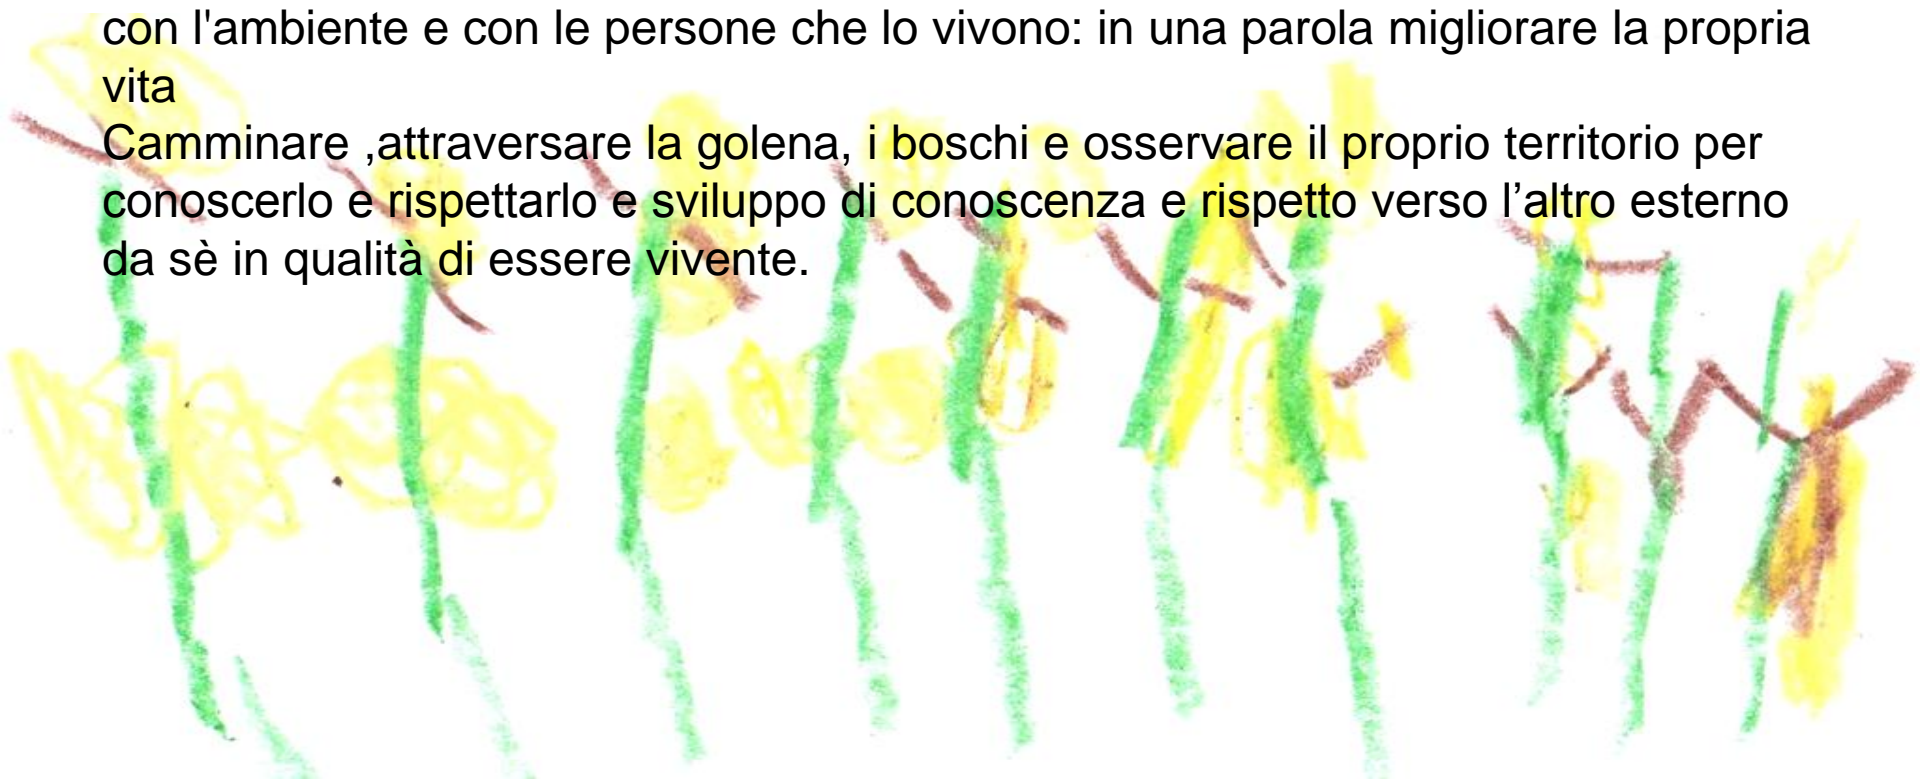 con l'ambiente e con le persone che lo vivono: in una parola migliorare la propria
vita
Camminare ,attraversare la golena, i boschi e osservare il proprio territorio per
conoscerlo e rispettarlo e sviluppo di conoscenza e rispetto verso l’altro esterno
da sè in qualità di essere vivente.